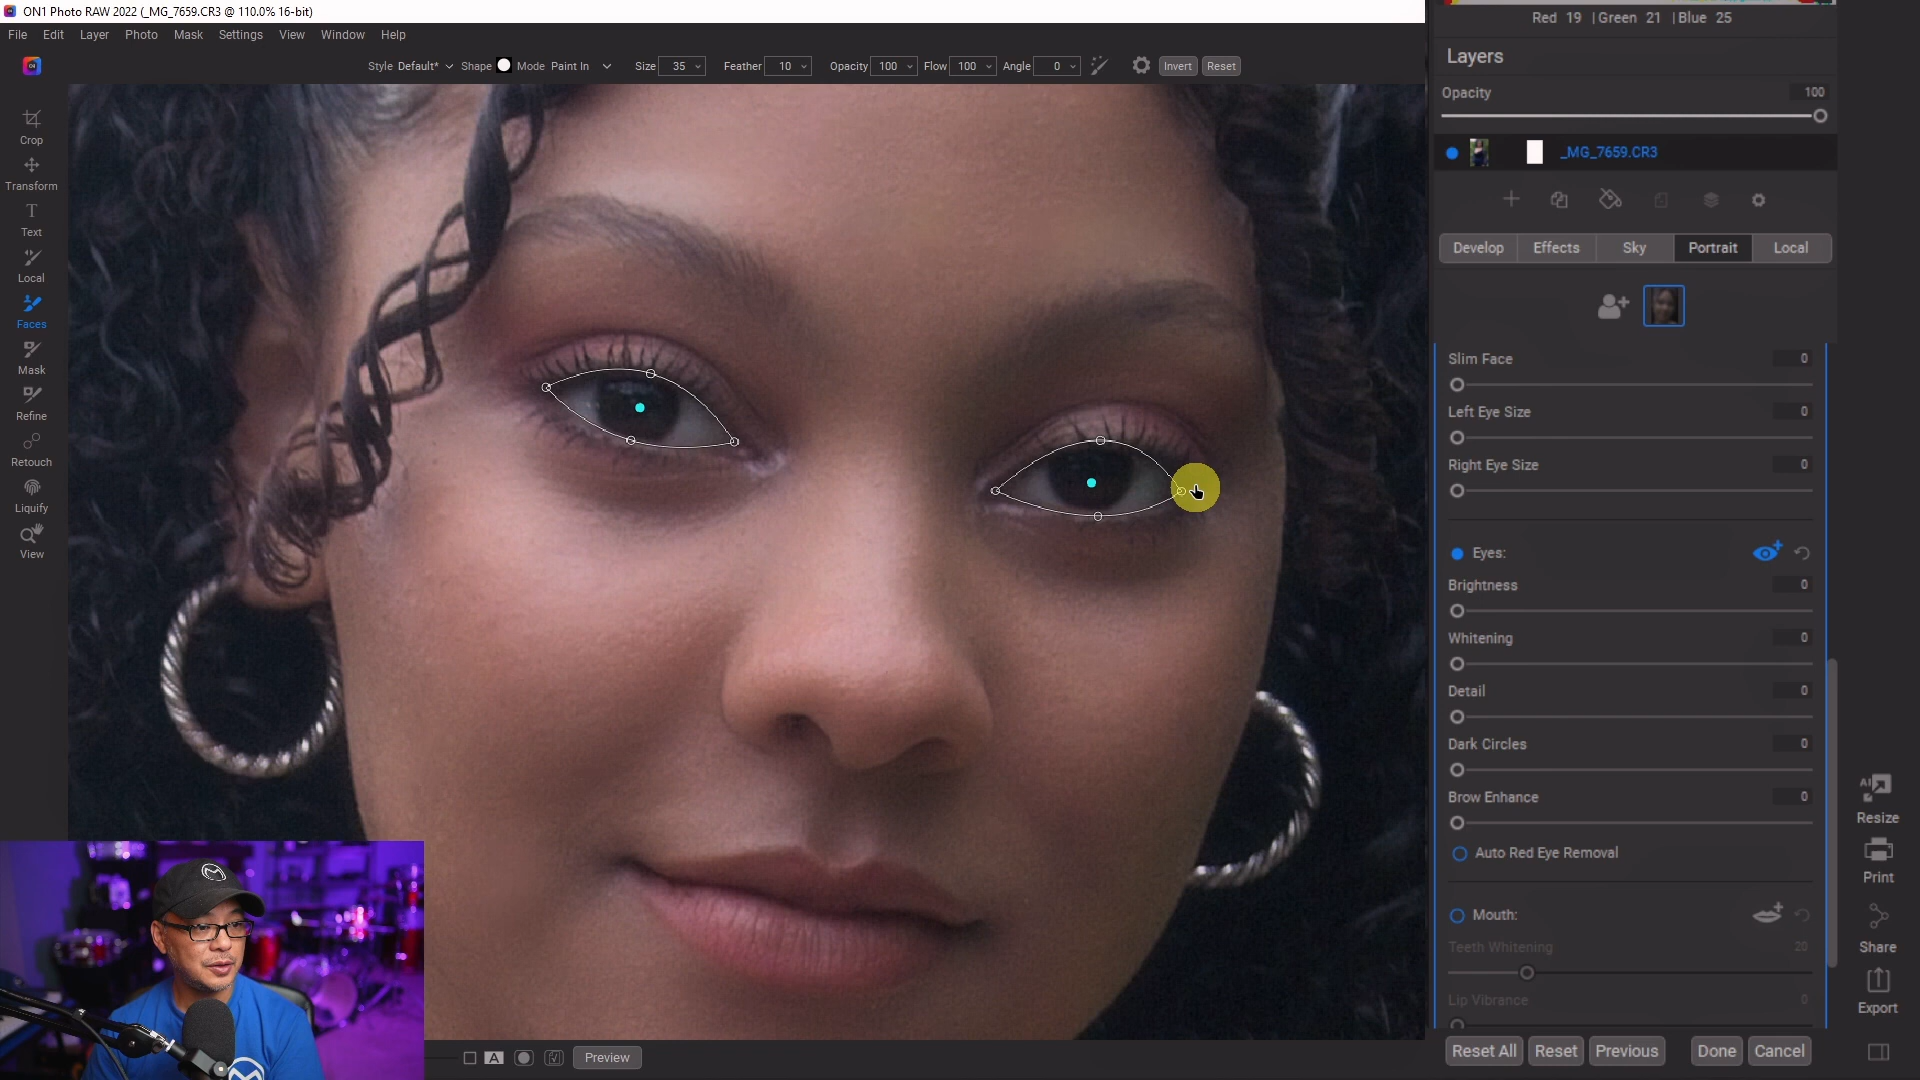 ON1 Photo RAW 2022 (_MG_7659.CR3 @ 110.0% 16-bit)
File Edit Layer Photo Mask Settings View Window Help
Style Default* Shape Mode Paint In Size 35 Feather 10 Opacity 100 Flow 100 Angle 0 Invert Reset
Crop
Transform
Text
Local
Faces
Mask
Refine
Retouch
Liquify
View
A
Preview
Red 19 | Green 21 | Blue 25
Layers
Opacity 100
_MG_7659.CR3
Develop Effects Sky Portrait Local
Slim Face 0
Left Eye Size 0
Right Eye Size 0
Eyes:
Brightness 0
Whitening 0
Detail 0
Dark Circles 0
Brow Enhance 0
Auto Red Eye Removal
Mouth:
Teeth Whitening 20
Lip Vibrance 0
Reset All Reset Previous Done Cancel
AI
Resize
Print
Share
Export